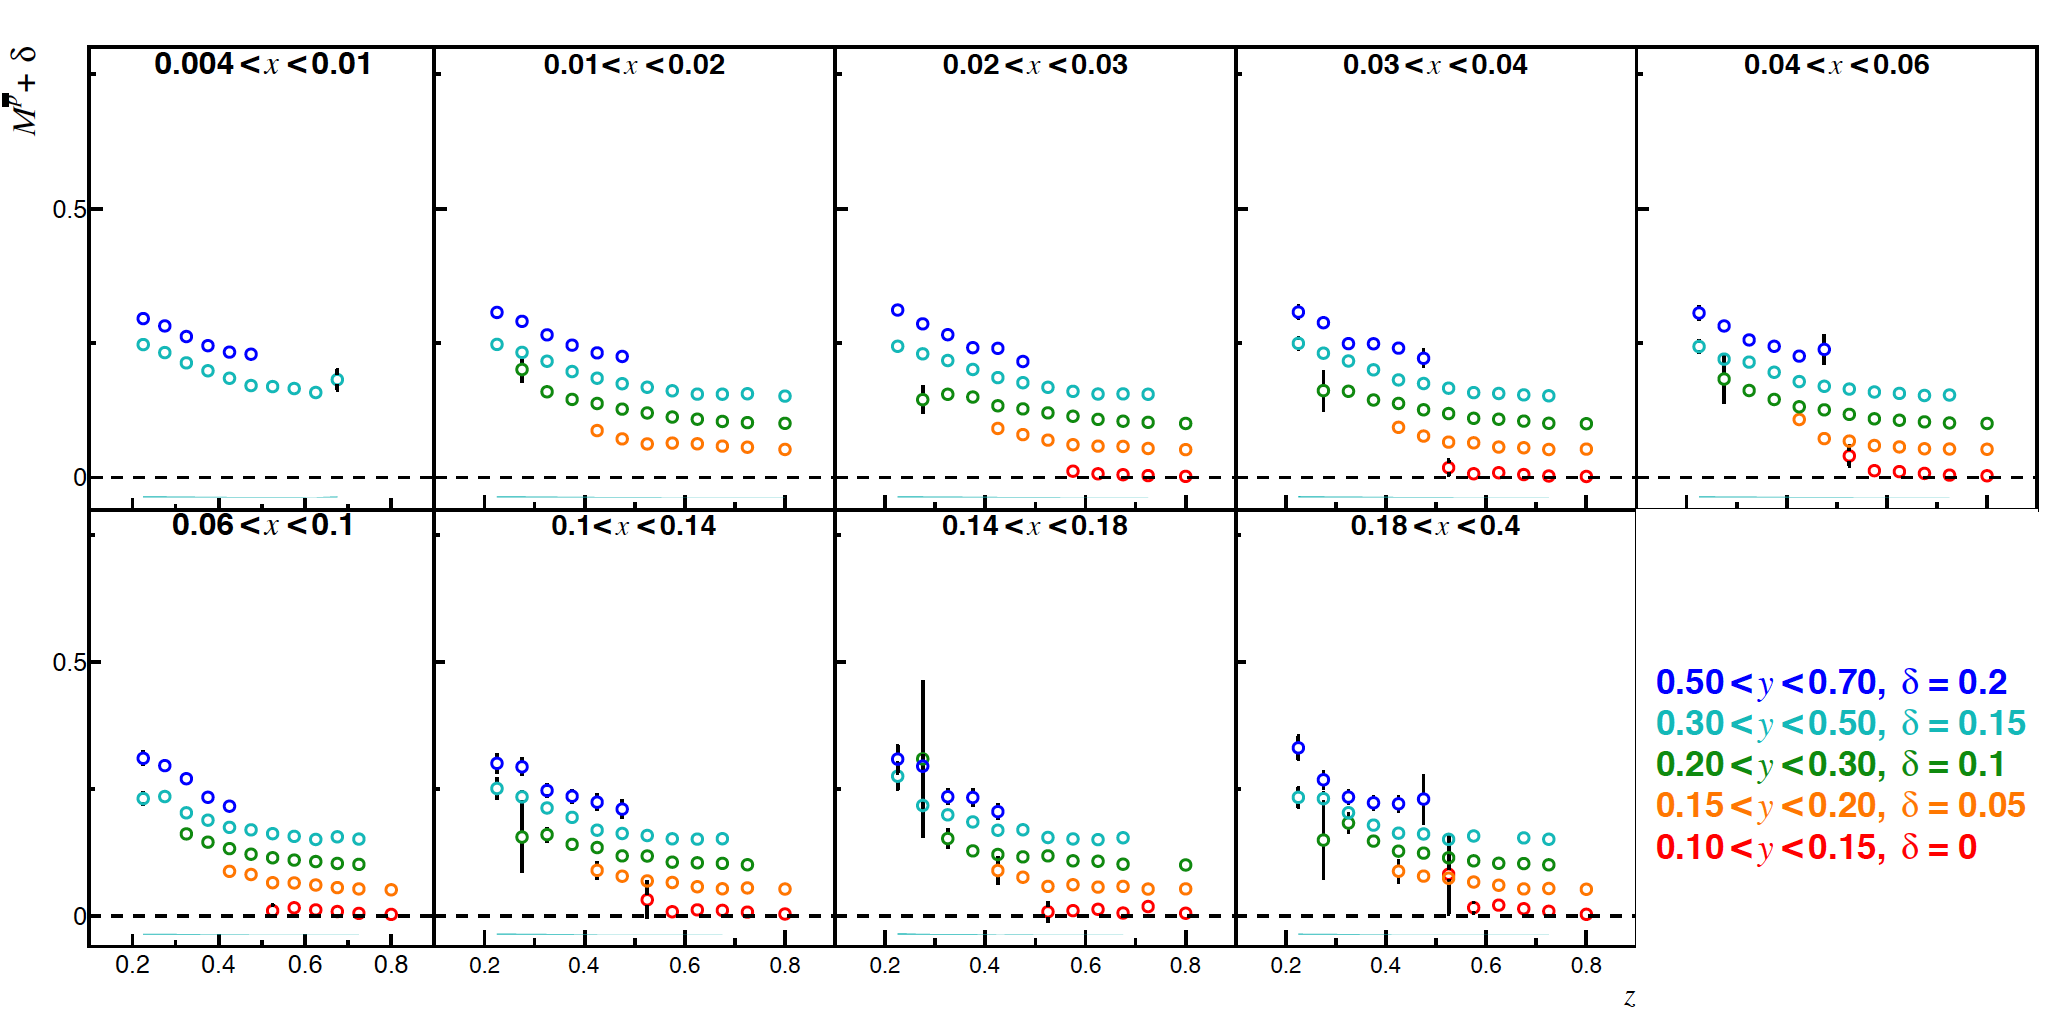 M^p̄ + δ
0.004 < x < 0.01
0.01 < x < 0.02
0.02 < x < 0.03
0.03 < x < 0.04
0.04 < x < 0.06
0.5
0
0.06 < x < 0.1
0.1 < x < 0.14
0.14 < x < 0.18
0.18 < x < 0.4
0.5
0
0.50 < y < 0.70, δ = 0.2
0.30 < y < 0.50, δ = 0.15
0.20 < y < 0.30, δ = 0.1
0.15 < y < 0.20, δ = 0.05
0.10 < y < 0.15, δ = 0
0.2 0.4 0.6 0.8 0.2 0.4 0.6 0.8 0.2 0.4 0.6 0.8 0.2 0.4 0.6 0.8
z